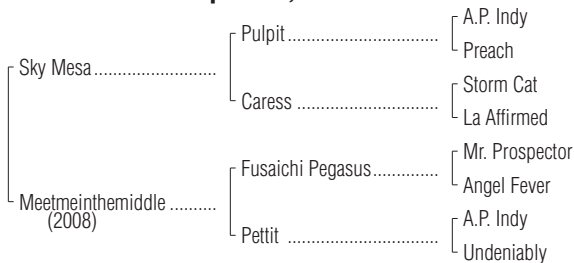 A.P. Indy
Pulpit
Preach
Sky Mesa
Storm Cat
Caress
La Affirmed
Mr. Prospector
Fusaichi Pegasus
Angel Fever
Meetmeinthemiddle
(2008)
A.P. Indy
Pettit
Undeniably